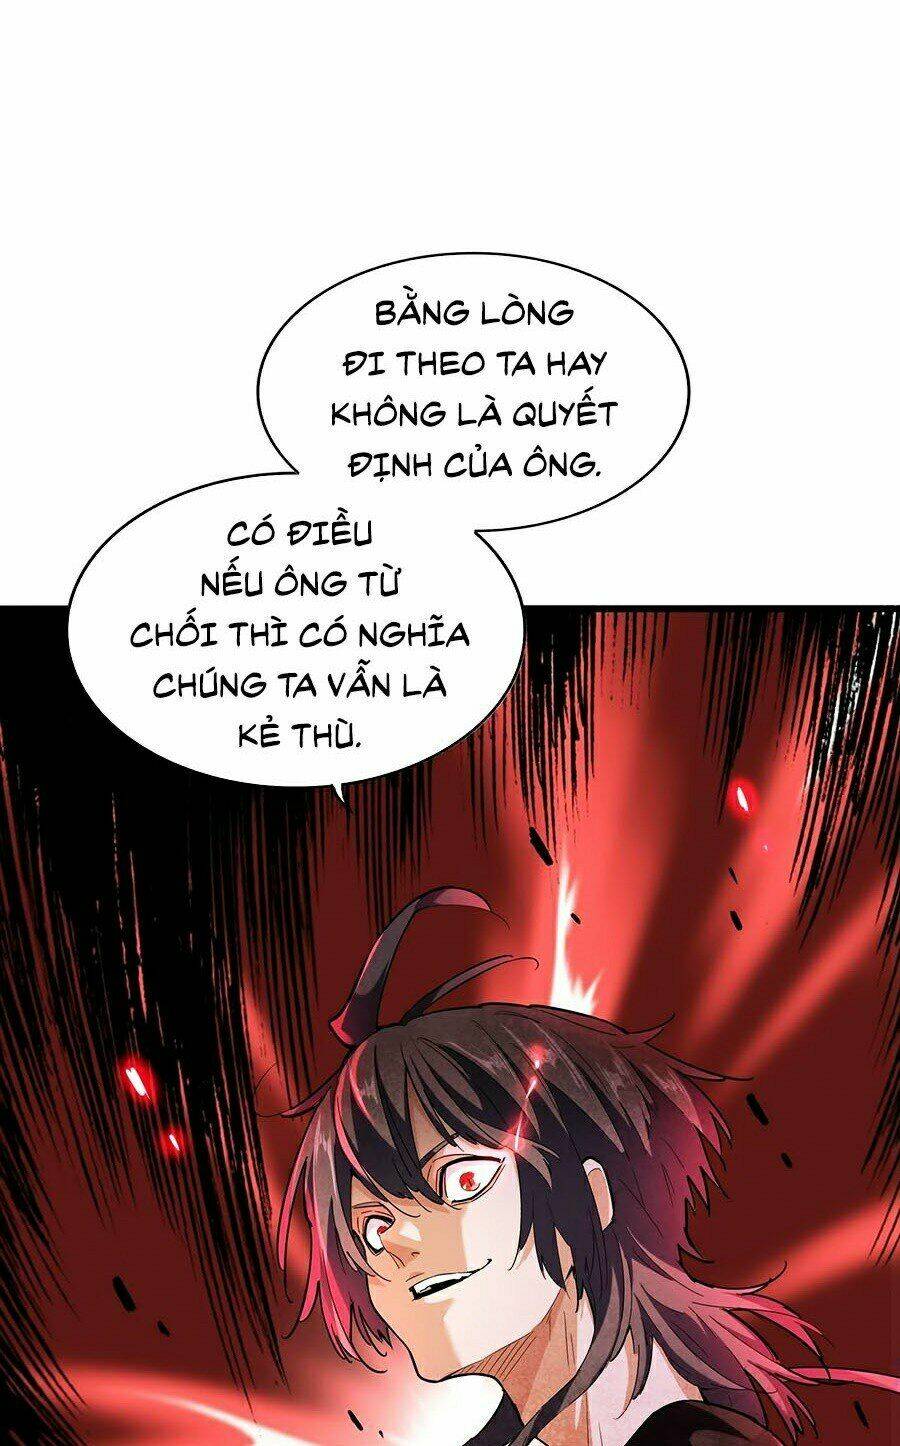 BẰNG LÒNG
ĐI THEO TA HAY
KHÔNG LÀ QUYẾT
ĐỊNH CỦA ÔNG.
CÓ ĐIỀU
NẾU ÔNG TỪ
CHỐI THÌ CÓ NGHĨA
CHÚNG TA VẪN LÀ
KẺ THÙ.